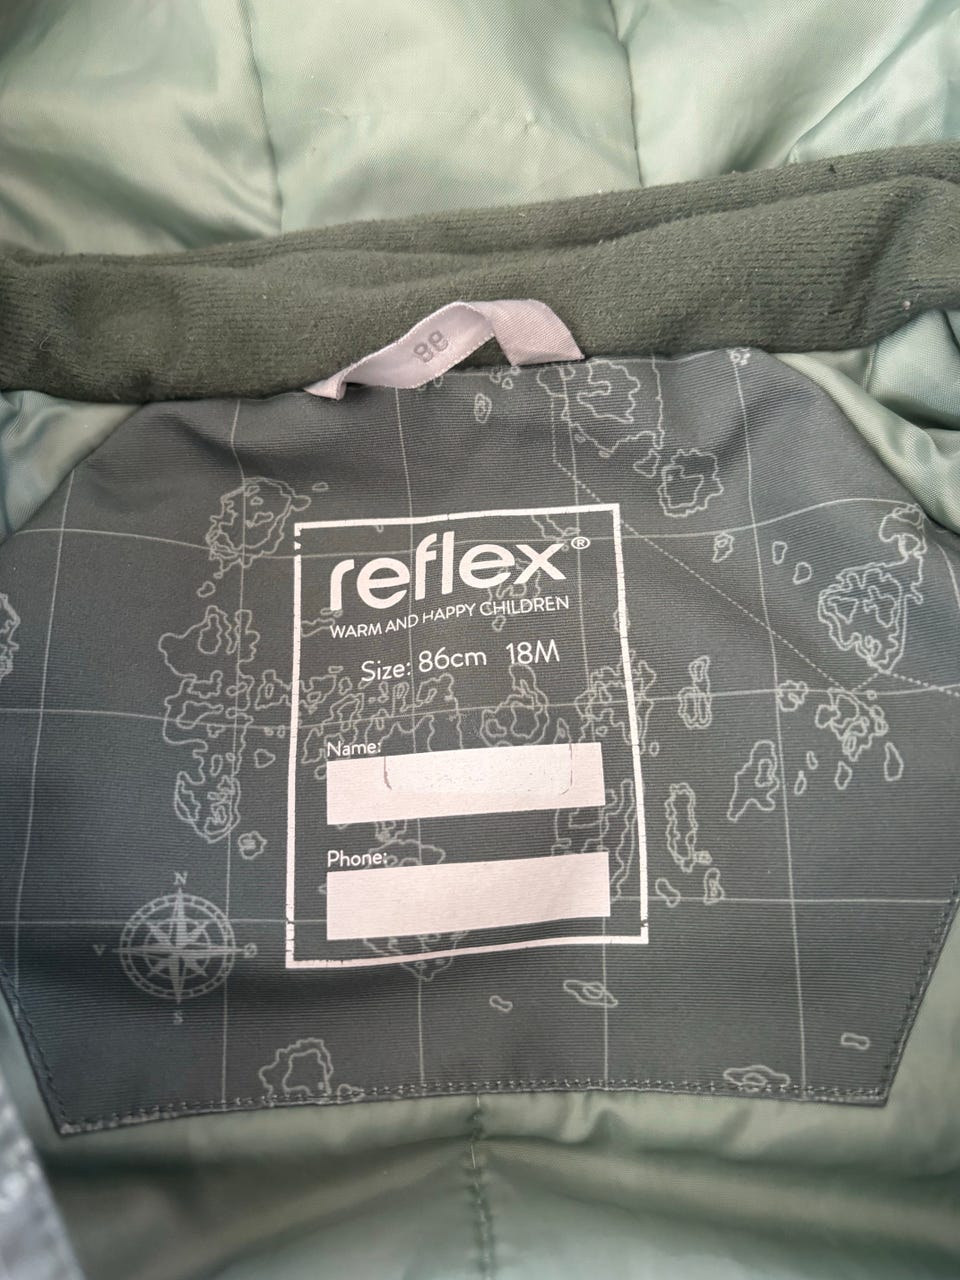 86
reflex®
WARM AND HAPPY CHILDREN
Size: 86cm 18M
Name:
Phone:
N
V
O
S